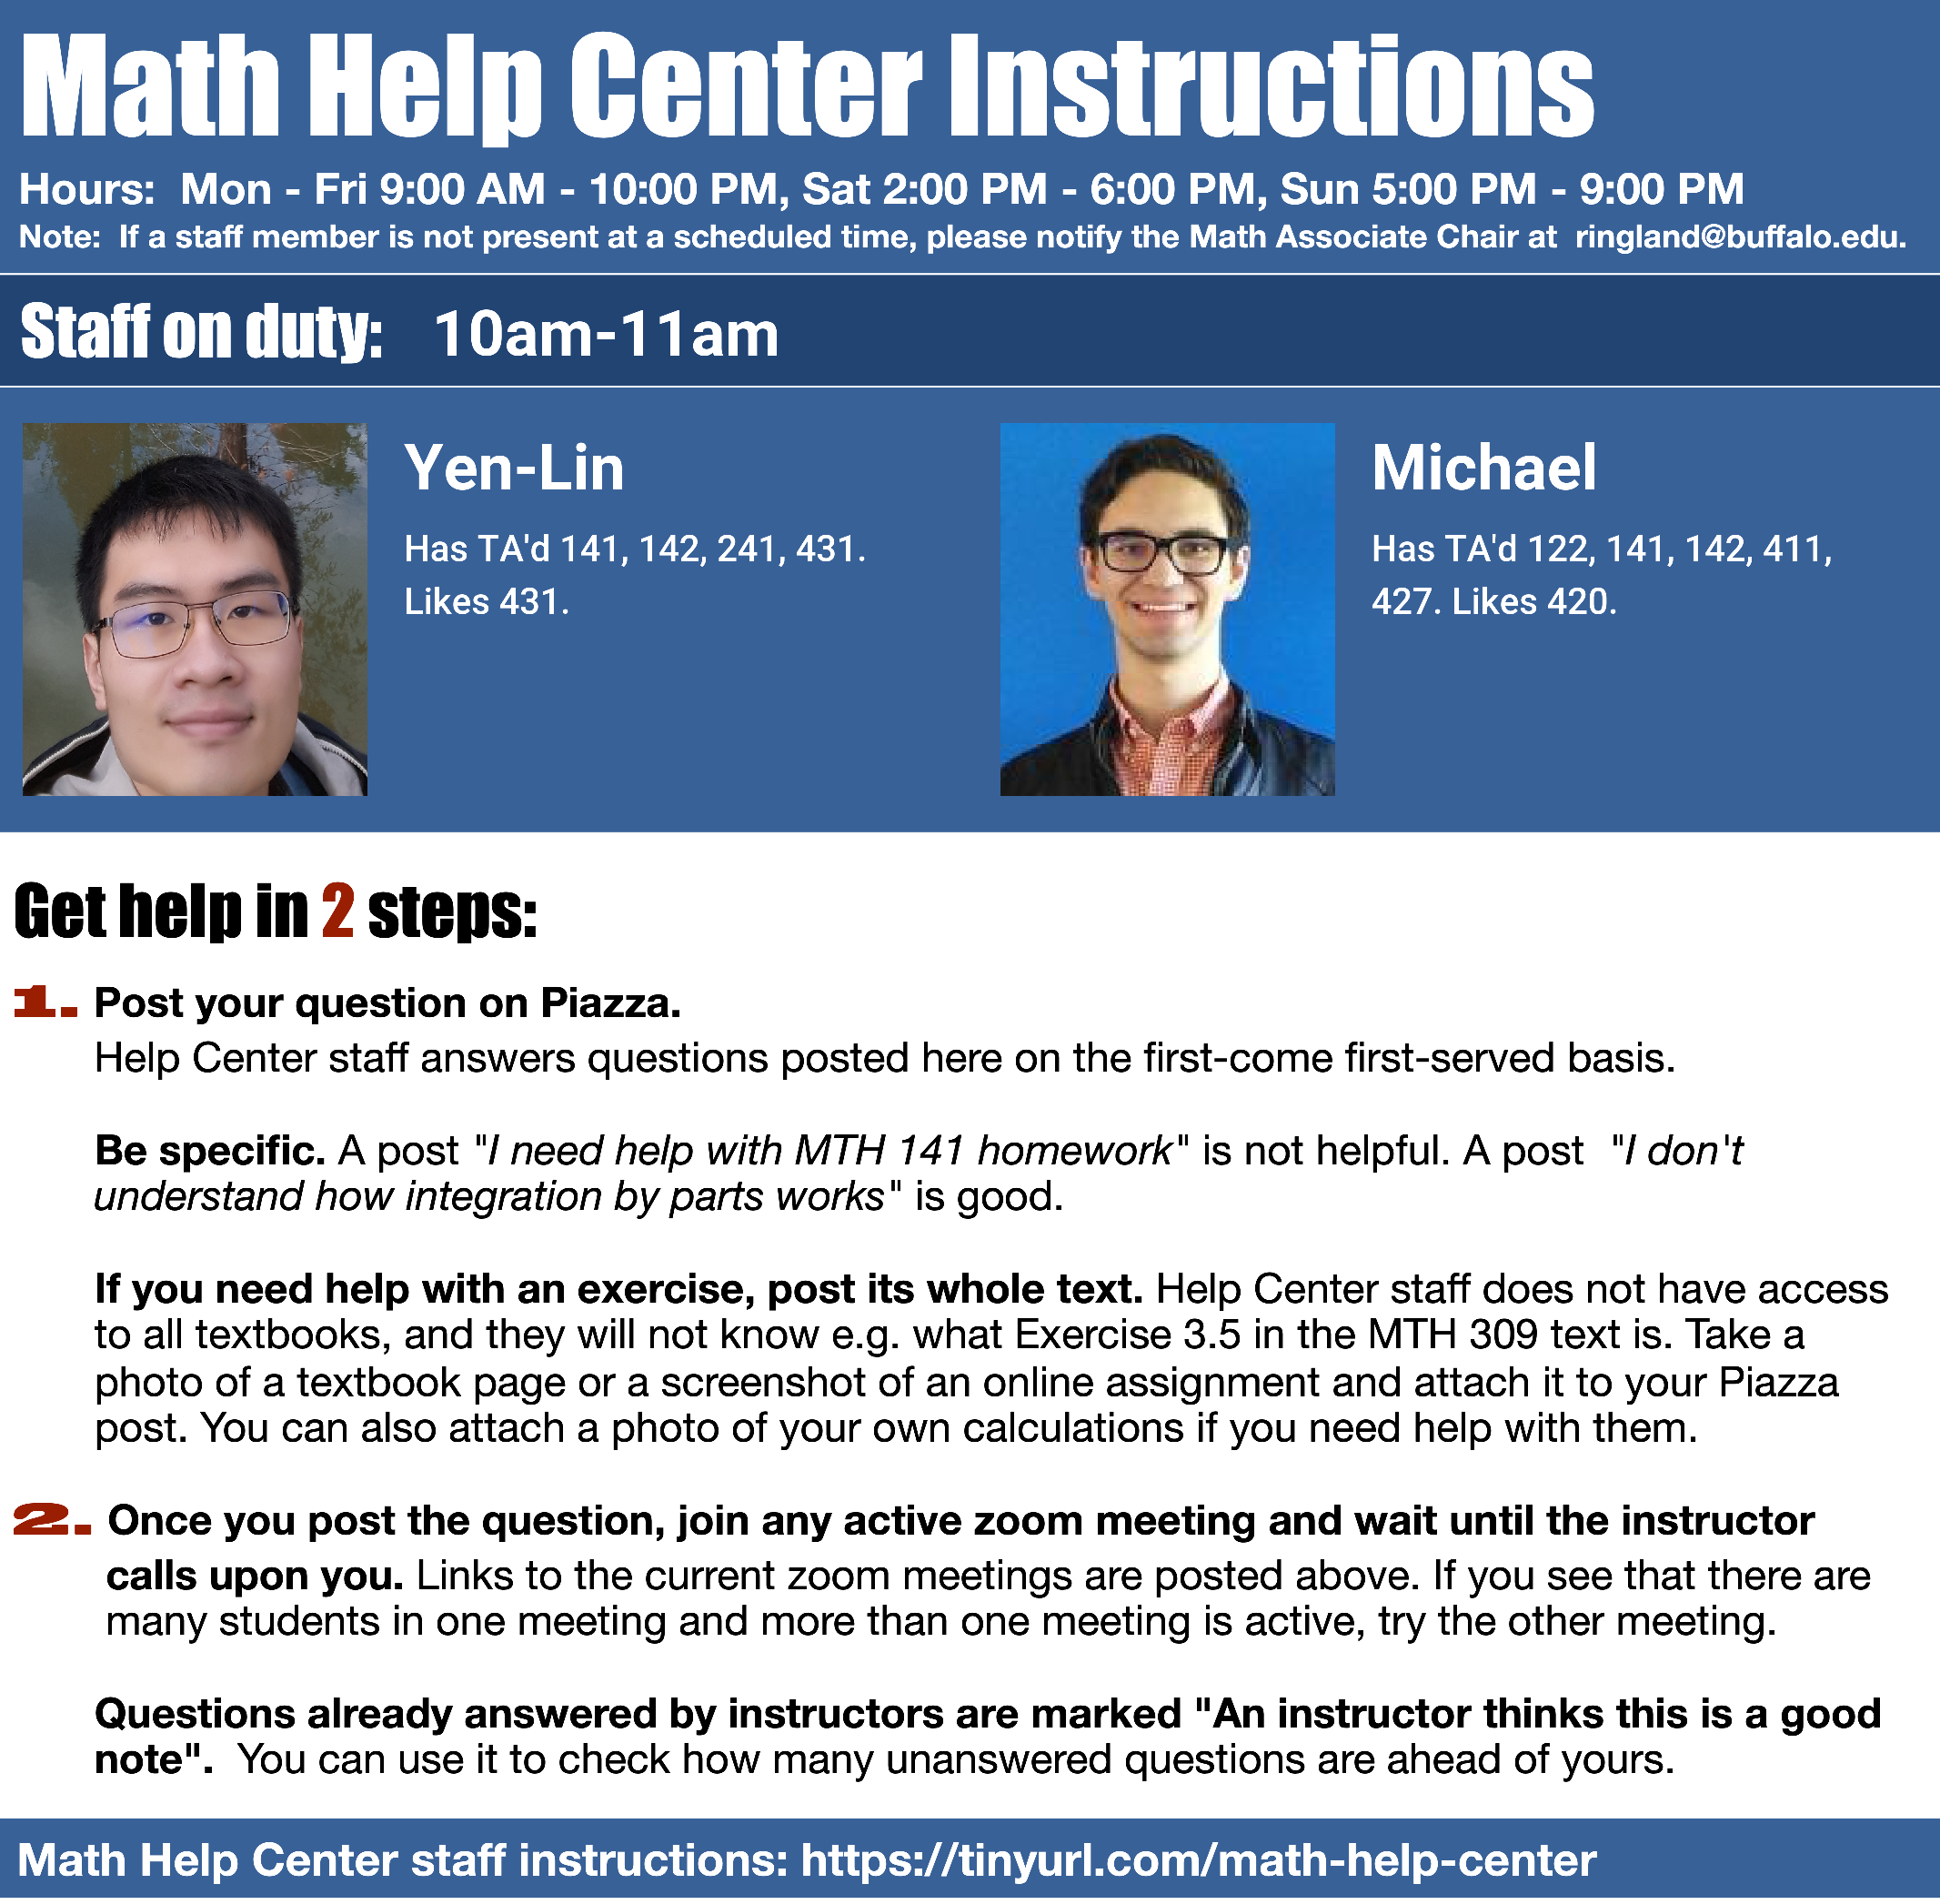 Math Help Center Instructions
Hours:  Mon - Fri 9:00 AM - 10:00 PM, Sat 2:00 PM - 6:00 PM, Sun 5:00 PM - 9:00 PM
Note:  If a staff member is not present at a scheduled time, please notify the Math Associate Chair at  ringland@buffalo.edu.
Staff on duty:   10am-11am
Yen-Lin
Has TA'd 141, 142, 241, 431.
Likes 431.
Michael
Has TA'd 122, 141, 142, 411,
427. Likes 420.
Get help in 2 steps:
1. Post your question on Piazza.
Help Center staff answers questions posted here on the first-come first-served basis.
Be specific. A post "I need help with MTH 141 homework" is not helpful. A post  "I don't
understand how integration by parts works" is good.
If you need help with an exercise, post its whole text. Help Center staff does not have access
to all textbooks, and they will not know e.g. what Exercise 3.5 in the MTH 309 text is. Take a
photo of a textbook page or a screenshot of an online assignment and attach it to your Piazza
post. You can also attach a photo of your own calculations if you need help with them.
2. Once you post the question, join any active zoom meeting and wait until the instructor
calls upon you. Links to the current zoom meetings are posted above. If you see that there are
many students in one meeting and more than one meeting is active, try the other meeting.
Questions already answered by instructors are marked "An instructor thinks this is a good
note".  You can use it to check how many unanswered questions are ahead of yours.
Math Help Center staff instructions: https://tinyurl.com/math-help-center